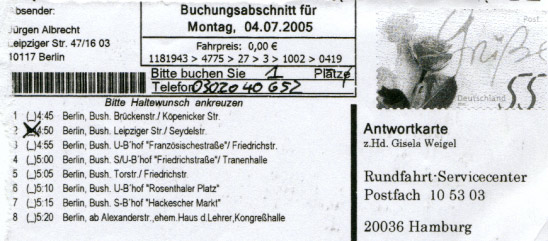 Absender:
Jürgen Albrecht
Leipziger Str. 47/16 03
10117 Berlin
Buchungsabschnitt für
Montag, 04.07.2005
Fahrpreis: 0,00 €
1181943 > 4775 > 27 > 3 > 1002 > 0419
Bitte buchen Sie 1 Plätze
Telefon 03020 40 652
Bitte Haltewunsch ankreuzen
1 (_)4:45 Berlin, Bush. Brückenstr./ Köpenicker Str.
2 (_)4:50 Berlin, Bush. Leipziger Str./ Seydelstr.
3 (_)4:55 Berlin, Bush. U-B´hof "Französischestraße"/ Friedrichstr.
4 (_)5:00 Berlin, S/U-B´hof "Friedrichstraße"/ Tranenhalle
5 (_)5:05 Berlin, Bush. Torstr./ Friedrichstr.
6 (_)5:10 Berlin, Bush. U-B´hof "Rosenthaler Platz"
7 (_)5:15 Berlin, Bush. S-B´hof "Hackescher Markt"
8 (_)5:20 Berlin, ab Alexanderstr.,ehem.Haus d.Lehrer,Kongreßhalle
Post
Grüße
55
Deutschland
Antwortkarte
z.Hd. Gisela Weigel
Rundfahrt-Servicecenter
Postfach 10 53 03
20036 Hamburg